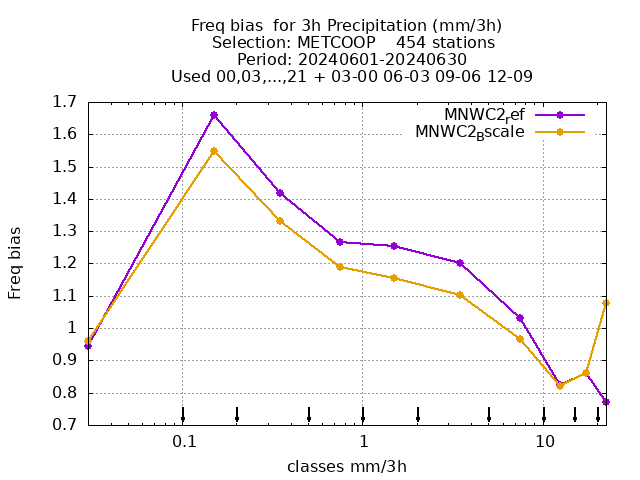 Freq bias  for 3h Precipitation (mm/3h)
Selection: METCOOP    454 stations
Period: 20240601-20240630
Used 00,03,...,21 + 03-00 06-03 09-06 12-09
MNWC2ref
MNWC2Bscale
1.7
1.6
1.5
1.4
1.3
1.2
1.1
1
0.9
0.8
0.7
Freq bias
0.1 1 10
classes mm/3h